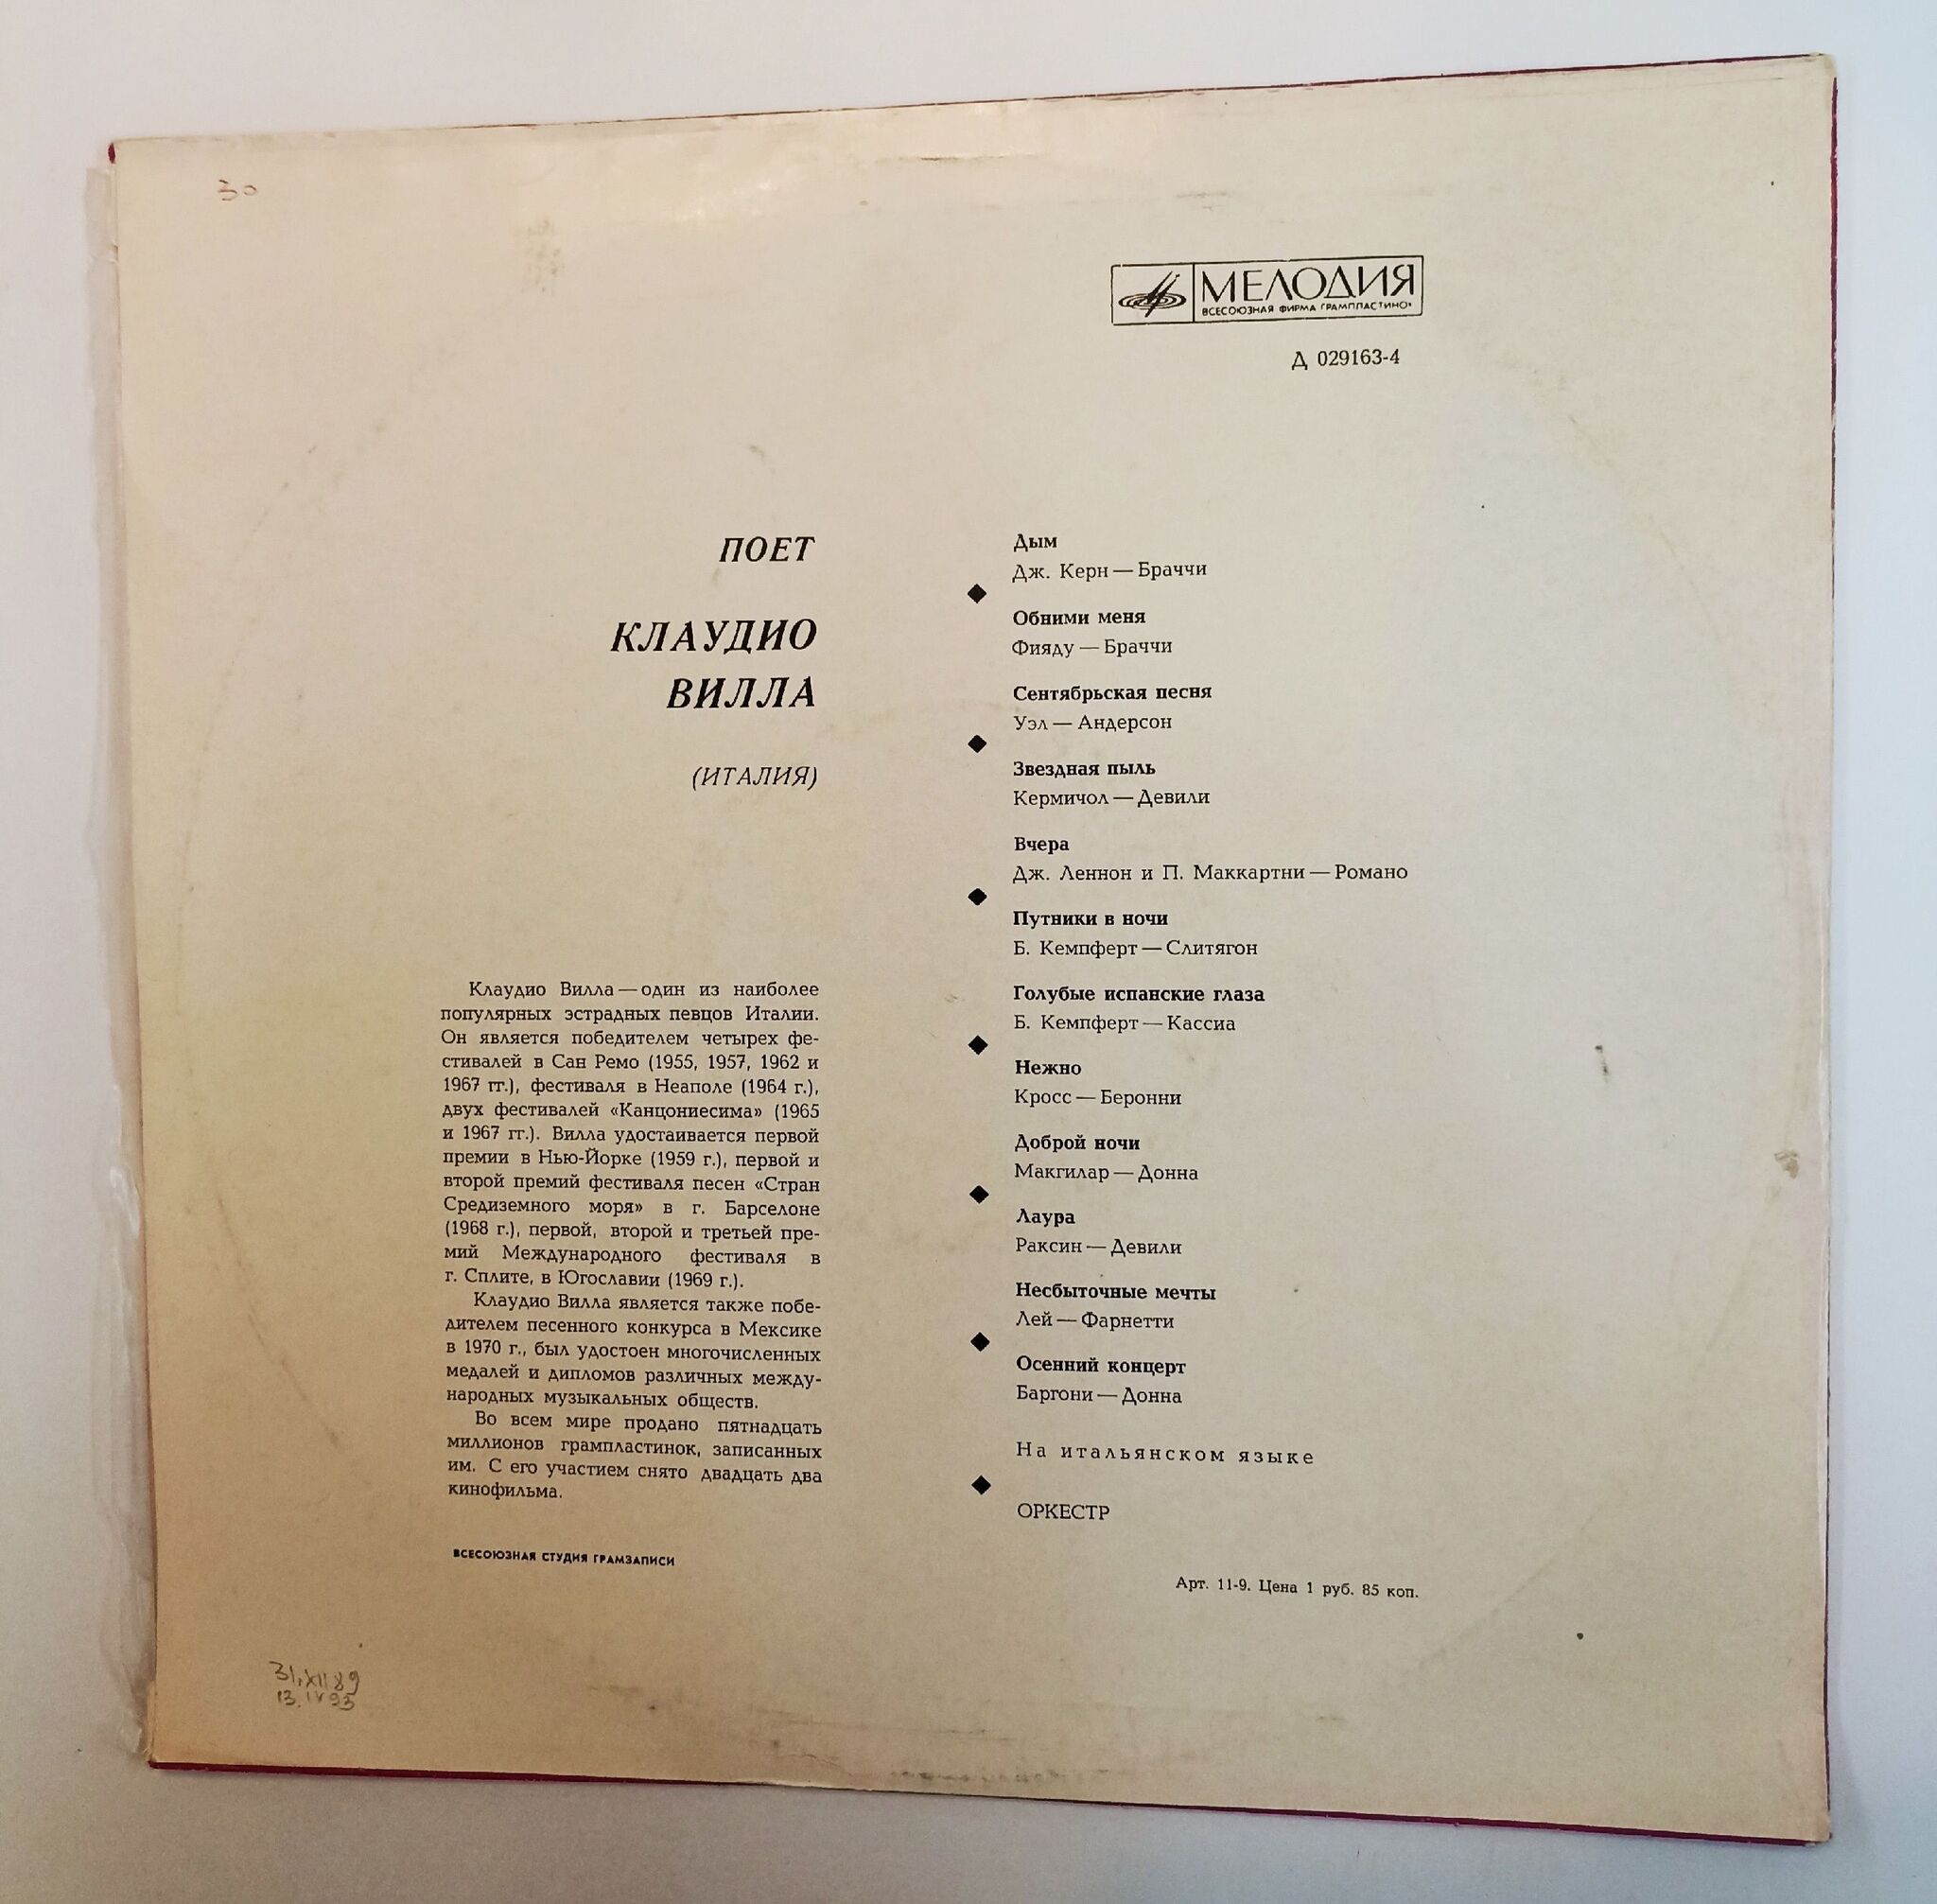 30
МЕЛОДИЯ
ВСЕСОЮЗНАЯ ФИРМА ГРАМПЛАСТИНОК
Д 029163-4
ПОЕТ
КЛАУДИО
ВИЛЛА
(ИТАЛИЯ)
Клаудио Вилла — один из наиболее
популярных эстрадных певцов Италии.
Он является победителем четырех фе-
стивалей в Сан Ремо (1955, 1957, 1962 и
1967 гг.), фестиваля в Неаполе (1964 г.),
двух фестивалей «Канцониесима» (1965
и 1967 гг.). Вилла удостаивается первой
премии в Нью-Йорке (1959 г.), первой и
второй премий фестиваля песен «Стран
Средиземного моря» в г. Барселоне
(1968 г.), первой, второй и третьей пре-
мий Международного фестиваля в
г. Сплите, в Югославии (1969 г.).
Клаудио Вилла является также побе-
дителем песенного конкурса в Мексике
в 1970 г., был удостоен многочисленных
медалей и дипломов различных между-
народных музыкальных обществ.
Во всем мире продано пятнадцать
миллионов грампластинок, записанных
им. С его участием снято двадцать два
кинофильма.
ВСЕСОЮЗНАЯ СТУДИЯ ГРАМЗАПИСИ
Дым
Дж. Керн — Браччи
Обними меня
Фияду — Браччи
Сентябрьская песня
Уэл — Андерсон
Звездная пыль
Кермичол — Девили
Вчера
Дж. Леннон и П. Маккартни — Романо
Путники в ночи
Б. Кемпферт — Слитягон
Голубые испанские глаза
Б. Кемпферт — Кассиа
Нежно
Кросс — Беронни
Доброй ночи
Макгилар — Донна
Лаура
Раксин — Девили
Несбыточные мечты
Лей — Фарнетти
Осенний концерт
Баргони — Донна
На итальянском языке
ОРКЕСТР
Арт. 11-9. Цена 1 руб. 85 коп.
31.XII 89
13.IV 93